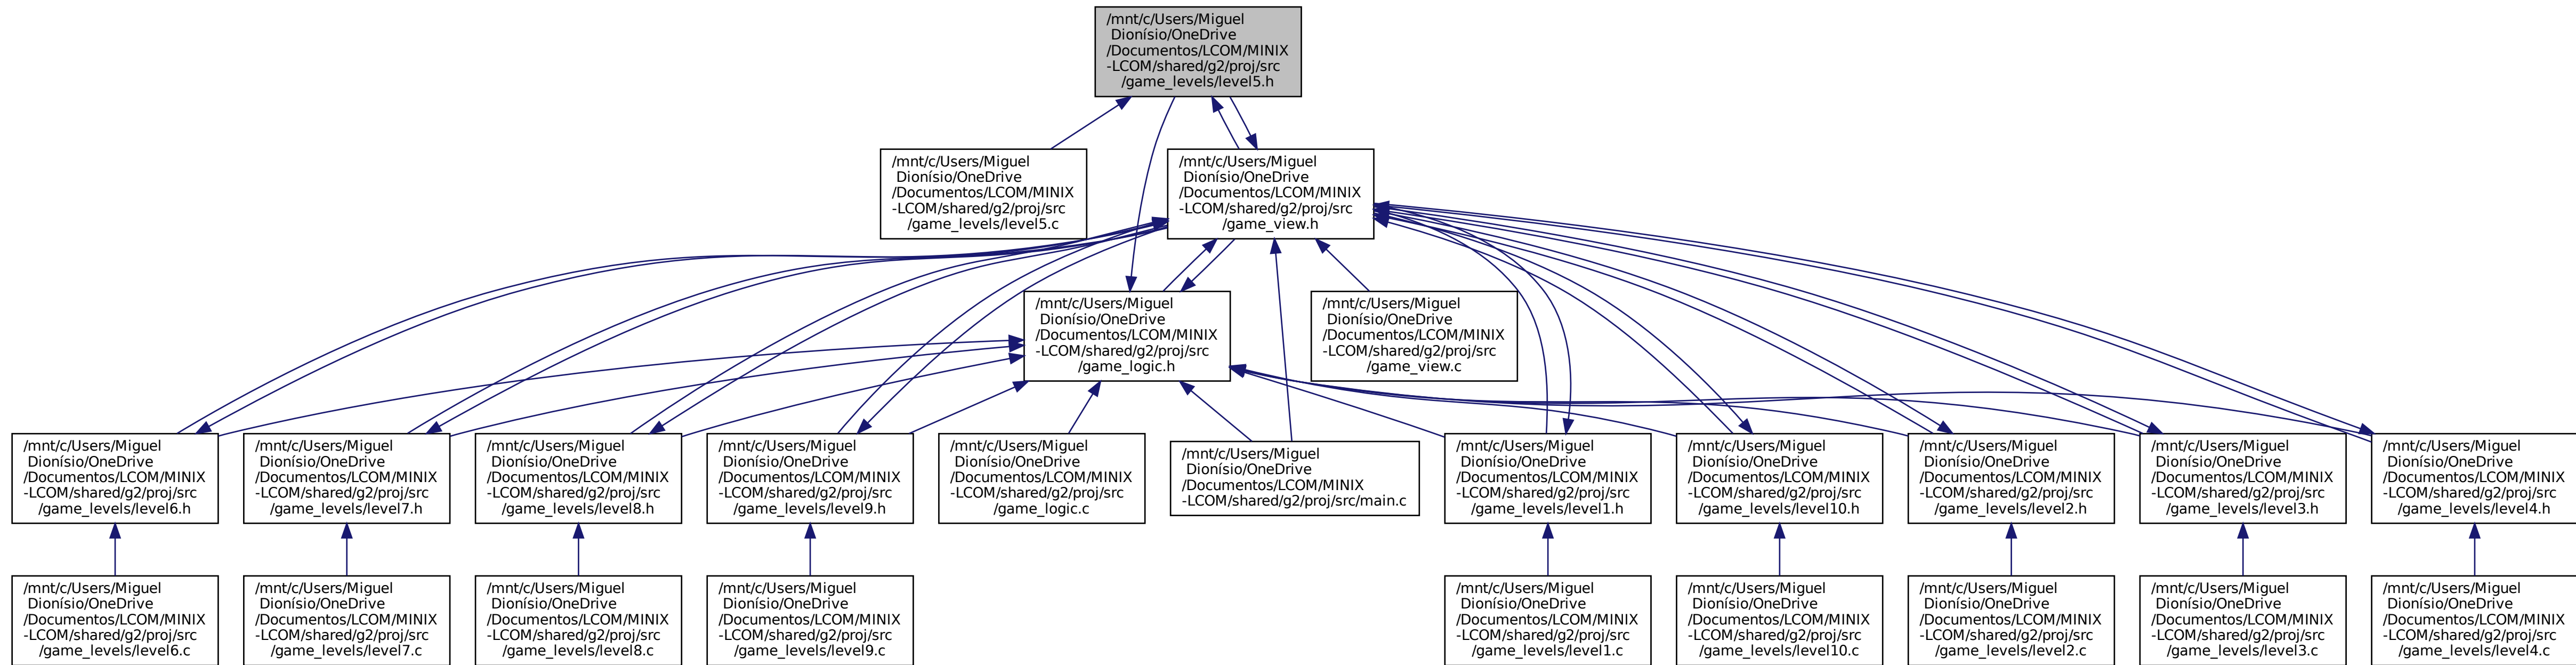 /mnt/c/Users/Miguel
Dionísio/OneDrive
/Documentos/LCOM/MINIX
-LCOM/shared/g2/proj/src
/game_levels/level5.h
/mnt/c/Users/Miguel
Dionísio/OneDrive
/Documentos/LCOM/MINIX
-LCOM/shared/g2/proj/src
/game_levels/level5.c
/mnt/c/Users/Miguel
Dionísio/OneDrive
/Documentos/LCOM/MINIX
-LCOM/shared/g2/proj/src
/game_view.h
/mnt/c/Users/Miguel
Dionísio/OneDrive
/Documentos/LCOM/MINIX
-LCOM/shared/g2/proj/src
/game_logic.h
/mnt/c/Users/Miguel
Dionísio/OneDrive
/Documentos/LCOM/MINIX
-LCOM/shared/g2/proj/src
/game_view.c
/mnt/c/Users/Miguel
Dionísio/OneDrive
/Documentos/LCOM/MINIX
-LCOM/shared/g2/proj/src
/game_levels/level6.h
/mnt/c/Users/Miguel
Dionísio/OneDrive
/Documentos/LCOM/MINIX
-LCOM/shared/g2/proj/src
/game_levels/level7.h
/mnt/c/Users/Miguel
Dionísio/OneDrive
/Documentos/LCOM/MINIX
-LCOM/shared/g2/proj/src
/game_levels/level8.h
/mnt/c/Users/Miguel
Dionísio/OneDrive
/Documentos/LCOM/MINIX
-LCOM/shared/g2/proj/src
/game_levels/level9.h
/mnt/c/Users/Miguel
Dionísio/OneDrive
/Documentos/LCOM/MINIX
-LCOM/shared/g2/proj/src
/game_logic.c
/mnt/c/Users/Miguel
Dionísio/OneDrive
/Documentos/LCOM/MINIX
-LCOM/shared/g2/proj/src/main.c
/mnt/c/Users/Miguel
Dionísio/OneDrive
/Documentos/LCOM/MINIX
-LCOM/shared/g2/proj/src
/game_levels/level1.h
/mnt/c/Users/Miguel
Dionísio/OneDrive
/Documentos/LCOM/MINIX
-LCOM/shared/g2/proj/src
/game_levels/level10.h
/mnt/c/Users/Miguel
Dionísio/OneDrive
/Documentos/LCOM/MINIX
-LCOM/shared/g2/proj/src
/game_levels/level2.h
/mnt/c/Users/Miguel
Dionísio/OneDrive
/Documentos/LCOM/MINIX
-LCOM/shared/g2/proj/src
/game_levels/level3.h
/mnt/c/Users/Miguel
Dionísio/OneDrive
/Documentos/LCOM/MINIX
-LCOM/shared/g2/proj/src
/game_levels/level4.h
/mnt/c/Users/Miguel
Dionísio/OneDrive
/Documentos/LCOM/MINIX
-LCOM/shared/g2/proj/src
/game_levels/level6.c
/mnt/c/Users/Miguel
Dionísio/OneDrive
/Documentos/LCOM/MINIX
-LCOM/shared/g2/proj/src
/game_levels/level7.c
/mnt/c/Users/Miguel
Dionísio/OneDrive
/Documentos/LCOM/MINIX
-LCOM/shared/g2/proj/src
/game_levels/level8.c
/mnt/c/Users/Miguel
Dionísio/OneDrive
/Documentos/LCOM/MINIX
-LCOM/shared/g2/proj/src
/game_levels/level9.c
/mnt/c/Users/Miguel
Dionísio/OneDrive
/Documentos/LCOM/MINIX
-LCOM/shared/g2/proj/src
/game_levels/level1.c
/mnt/c/Users/Miguel
Dionísio/OneDrive
/Documentos/LCOM/MINIX
-LCOM/shared/g2/proj/src
/game_levels/level10.c
/mnt/c/Users/Miguel
Dionísio/OneDrive
/Documentos/LCOM/MINIX
-LCOM/shared/g2/proj/src
/game_levels/level2.c
/mnt/c/Users/Miguel
Dionísio/OneDrive
/Documentos/LCOM/MINIX
-LCOM/shared/g2/proj/src
/game_levels/level3.c
/mnt/c/Users/Miguel
Dionísio/OneDrive
/Documentos/LCOM/MINIX
-LCOM/shared/g2/proj/src
/game_levels/level4.c